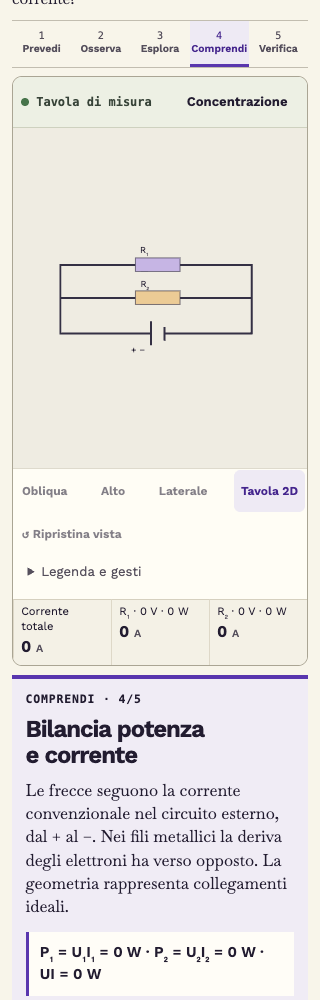 1 2 3 4 5
Prevedi Osserva Esplora Comprendi Verifica
Tavola di misura Concentrazione
R₁
R₂
+ −
Obliqua Alto Laterale Tavola 2D
↺ Ripristina vista
▶ Legenda e gesti
Corrente totale
0 A
R₁ · 0 V · 0 W
0 A
R₂ · 0 V · 0 W
0 A
COMPRENDI · 4/5
Bilancia potenza
e corrente
Le frecce seguono la corrente
convenzionale nel circuito esterno,
dal + al −. Nei fili metallici la deriva
degli elettroni ha verso opposto. La
geometria rappresenta collegamenti
ideali.
P₁ = U₁I₁ = 0 W · P₂ = U₂I₂ = 0 W ·
UI = 0 W